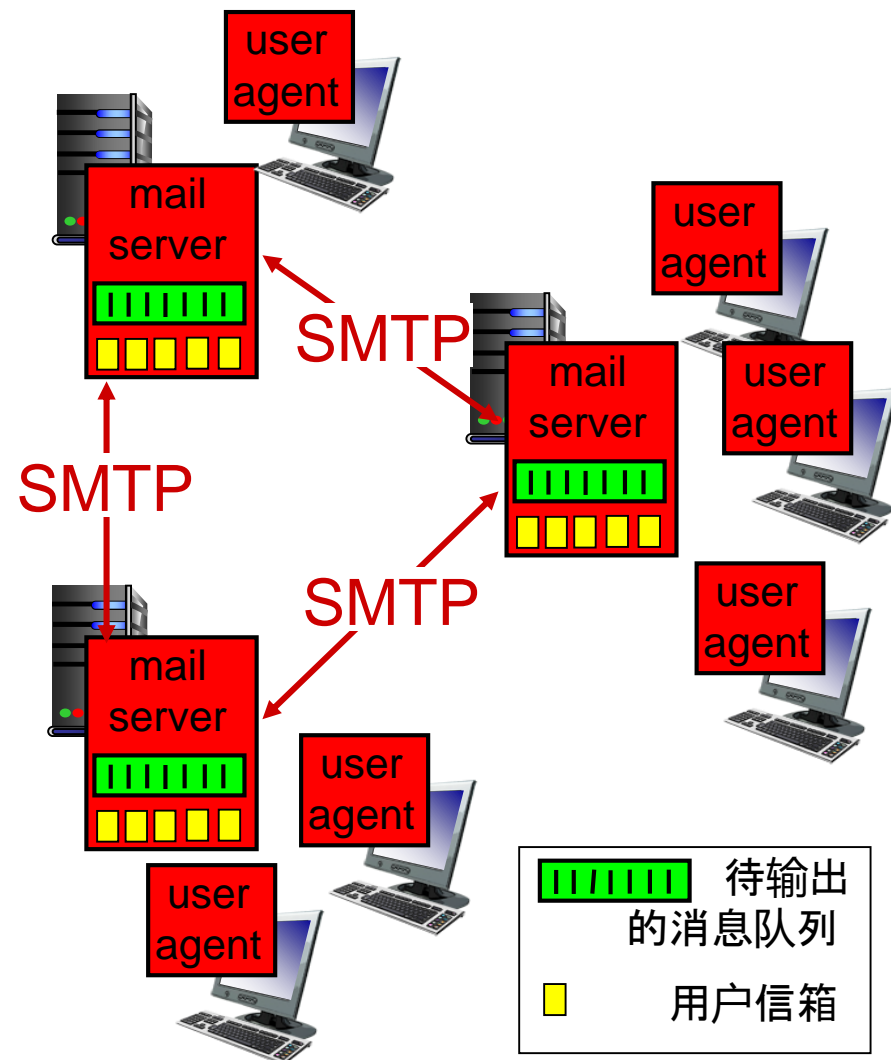 user
agent
mail
server
SMTP
user
agent
mail
server
user
agent
SMTP
SMTP
user
agent
mail
server
user
agent
user
agent
待输出
的消息队列
用户信箱